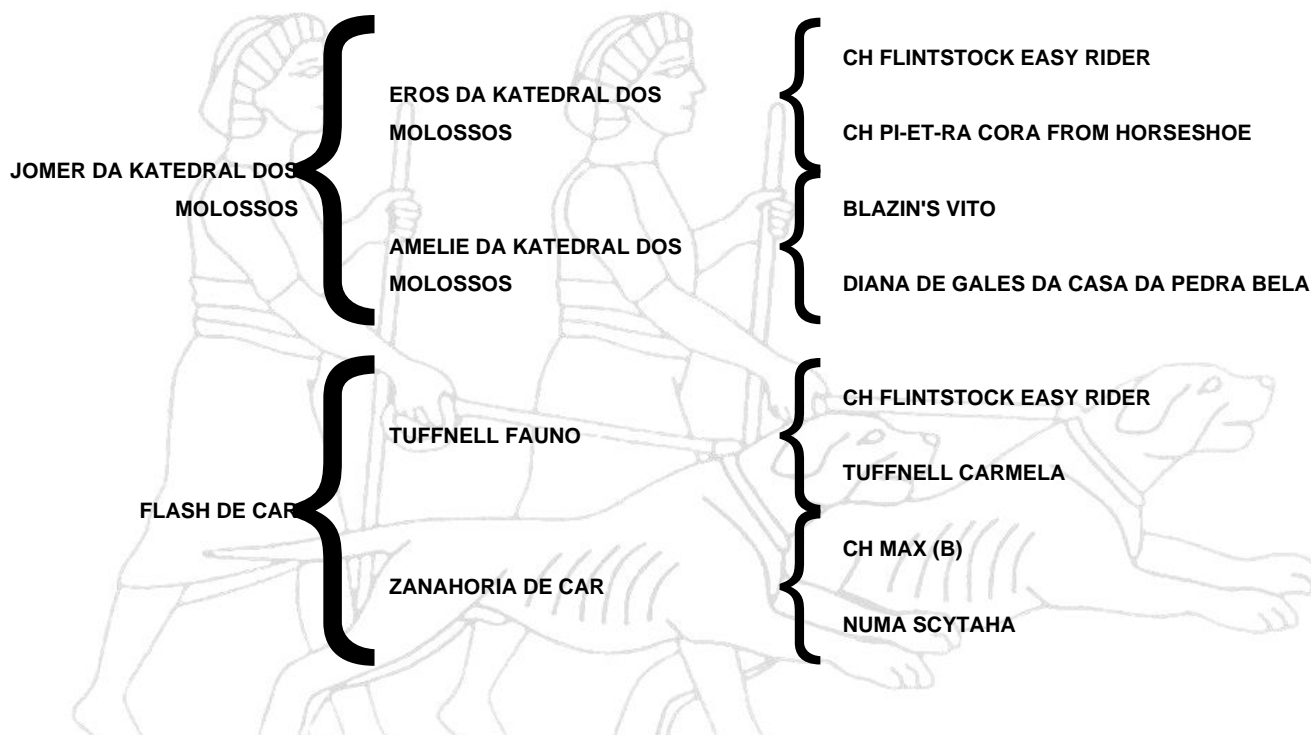 JOMER DA KATEDRAL DOS
MOLOSSOS
EROS DA KATEDRAL DOS
MOLOSSOS
CH FLINTSTOCK EASY RIDER
CH PI-ET-RA CORA FROM HORSESHOE
AMELIE DA KATEDRAL DOS
MOLOSSOS
BLAZIN'S VITO
DIANA DE GALES DA CASA DA PEDRA BELA
FLASH DE CAR
TUFFNELL FAUNO
CH FLINTSTOCK EASY RIDER
TUFFNELL CARMELA
ZANAHORIA DE CAR
CH MAX (B)
NUMA SCYTAHA